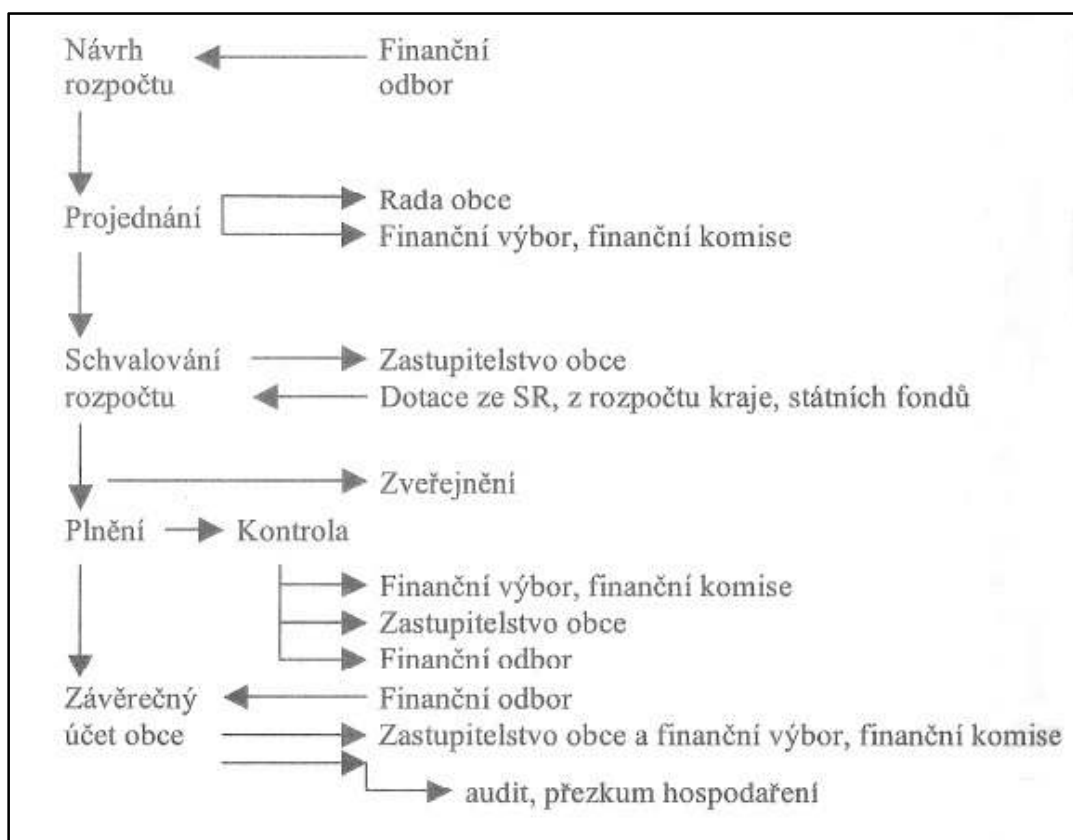 Návrh
rozpočtu
Finanční
odbor
Projednání
Rada obce
Finanční výbor, finanční komise
Schvalování
rozpočtu
Zastupitelstvo obce
Dotace ze SR, z rozpočtu kraje, státních fondů
Zveřejnění
Plnění
Kontrola
Finanční výbor, finanční komise
Zastupitelstvo obce
Finanční odbor
Závěrečný
účet obce
Finanční odbor
Zastupitelstvo obce a finanční výbor, finanční komise
audit, přezkum hospodaření